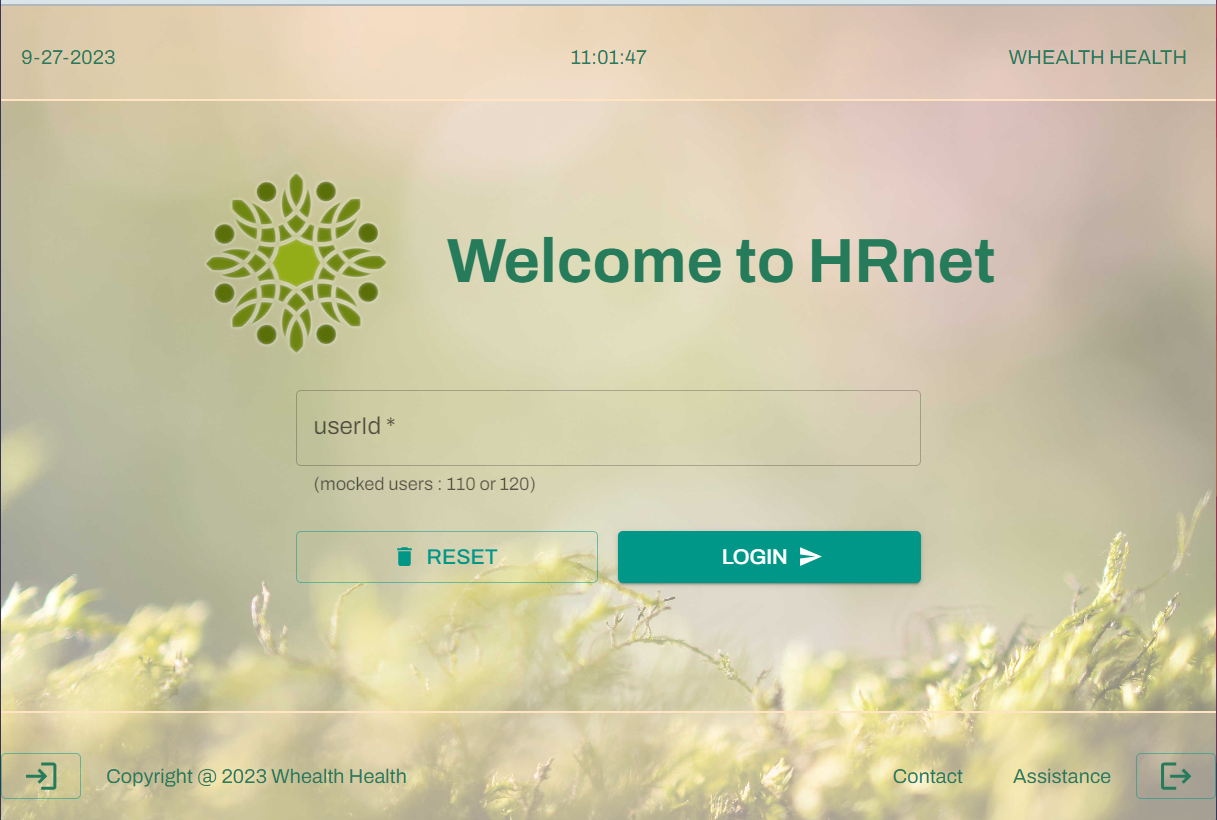 9-27-2023 11:01:47 WHEALTH HEALTH
Welcome to HRnet
userId *
(mocked users : 110 or 120)
RESET LOGIN
Copyright @ 2023 Whealth Health Contact Assistance